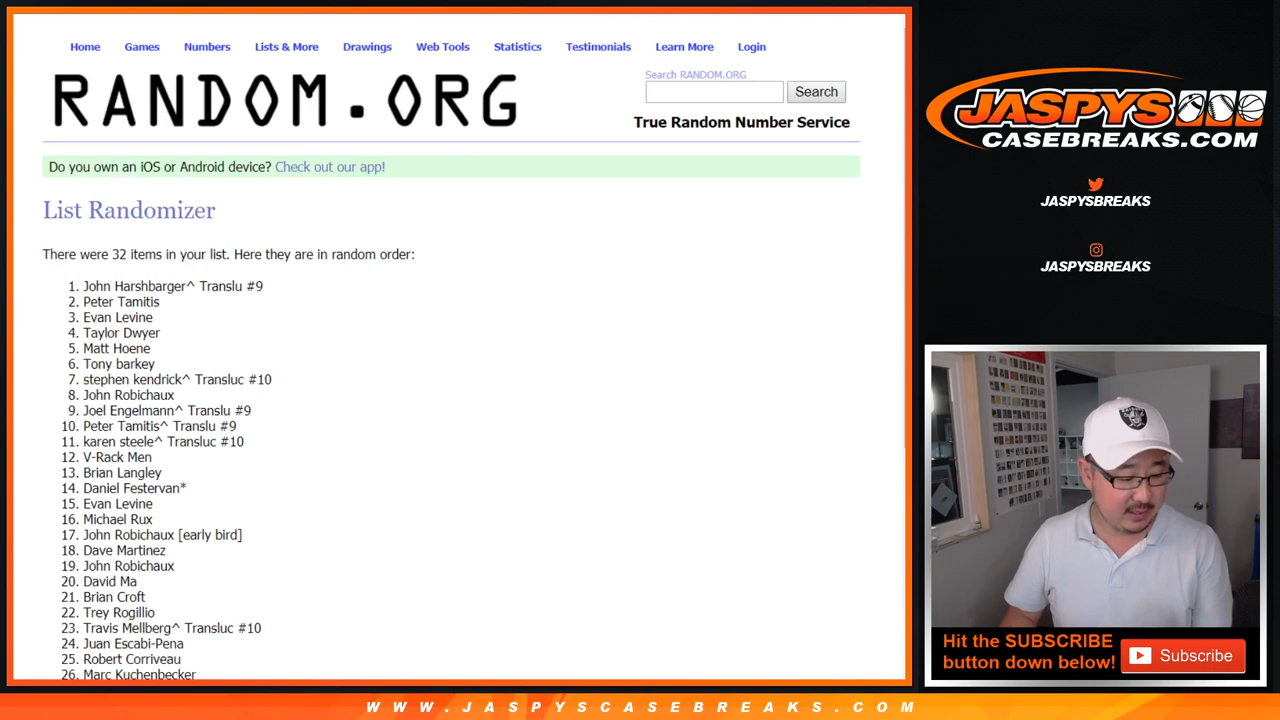 Home Games Numbers Lists & More Drawings Web Tools Statistics Testimonials Learn More Login
RANDOM.ORG
Search RANDOM.ORG
Search
True Random Number Service
Do you own an iOS or Android device? Check out our app!
List Randomizer
There were 32 items in your list. Here they are in random order:
1. John Harshbarger^ Translu #9
2. Peter Tamitis
3. Evan Levine
4. Taylor Dwyer
5. Matt Hoene
6. Tony barkey
7. stephen kendrick^ Transluc #10
8. John Robichaux
9. Joel Engelmann^ Translu #9
10. Peter Tamitis^ Translu #9
11. karen steele^ Transluc #10
12. V-Rack Men
13. Brian Langley
14. Daniel Festervan*
15. Evan Levine
16. Michael Rux
17. John Robichaux [early bird]
18. Dave Martinez
19. John Robichaux
20. David Ma
21. Brian Croft
22. Trey Rogillio
23. Travis Mellberg^ Transluc #10
24. Juan Escabi-Pena
25. Robert Corriveau
26. Marc Kuchenbecker
JASPYS
CASEBREAKS.COM
JASPYSBREAKS
JASPYSBREAKS
RAIDERS
Hit the SUBSCRIBE
button down below!
Subscribe
WWW.JASPYSCASEBREAKS.COM